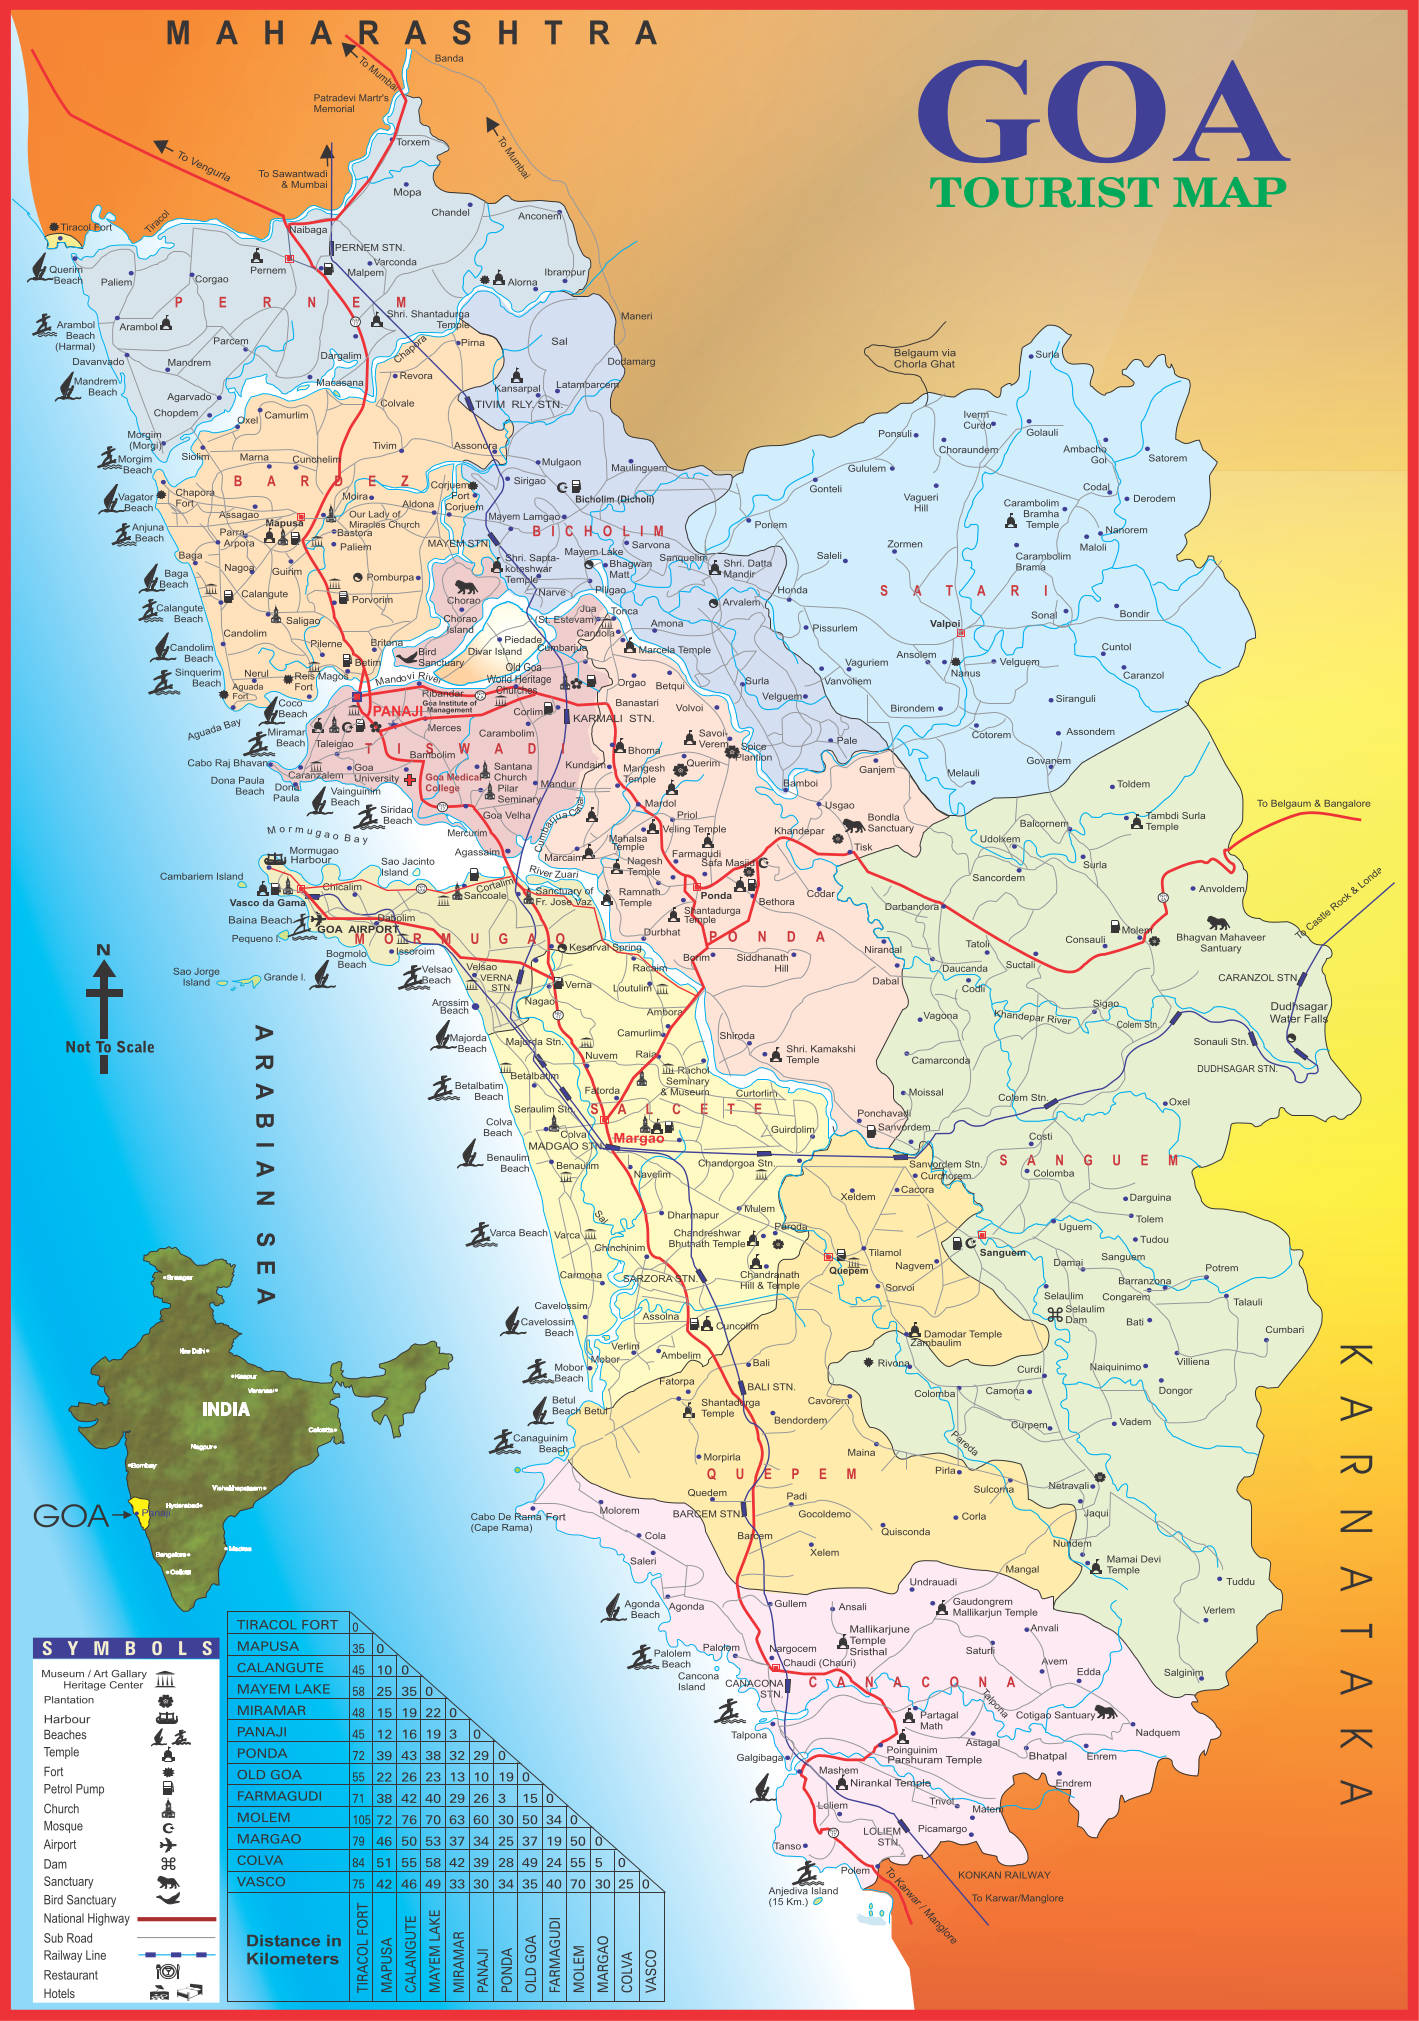 MAHARASHTRA
GOA
TOURIST MAP
Banda
To Mumbai
Patradevi Martr's
Memorial
Torxem
To Mumbai
To Vengurla
To Sawantwadi
& Mumbai
Mopa
Chandel
Anconem
Tiracol Fort
Tiracol
Naibaga
PERNEM STN.
Querim
Beach
Paliem
Corgao
Pernem
Varconda
Malpem
Alorna
Ibrampur
PERNEM
Arambol
Beach
(Harmal)
Arambol
Shri. Shantadurga
Temple
Maneri
Parcem
Dargalim
Chapora
Pirna
Sal
Dodamarg
Davanvado
Mandrem
Mandrem
Beach
Macasana
Revora
Kansarpal
Latambarcem
Belgaum via
Chorla Ghat
Surla
Agarvado
Chopdem
Oxel
Camurlim
Colvale
TIVIM RLY. STN.
Morgim
(Morgi)
Siolim
Morgim
Beach
Marna
Cunchelim
Tivim
Assonora
Mulgaon
Maulinguem
Ponsuli
Iverm
Curdo
Golauli
Choraundem
Ambacho
Gol
Satorem
BARDEZ
Chapora
Fort
Vagator
Beach
Moira
Corjuem
Fort
Corjuem
Sirigao
Bicholim (Dicholi)
Gululem
Gonteli
Vagueri
Hill
Codal
Derodem
Carambolim
Bramha
Temple
Assagao
Mapusa
Our Lady of
Miracles Church
Aldona
Mayem Lamgao
BICHOLIM
Poriem
Anjuna
Beach
Parra
Arpora
Bastora
Paliem
MAYEM STN.
Mayem Lake
Sarvona
Sanquelim
Zormen
Saleli
Nanorem
Maloli
Carambolim
Brama
Baga
Nagoa
Guirim
Pomburpa
Shri. Sapta-
koteshwar
Temple
Bhagwan
Matt
Shri. Datta
Mandir
Honda
SATARI
Baga
Beach
Calangute
Porvorim
Chorao
Narve
Piligao
Arvalem
Sonal
Bondir
Calangute
Beach
Saligao
Chorao
Island
Jua
(St. Estevam)
Tonca
Candola
Amona
Pissurlem
Valpoi
Candolim
Candolim
Beach
Pilerne
Britona
Betim
Bird
Sanctuary
Piedade
Divar Island
Cumbarjua
Marcela Temple
Ansolem
Nanus
Velguem
Cuntol
Caranzol
Sinquerim
Beach
Nerul
Aguada
Fort
Reis Magos
Fort
Mandovi River
Old Goa
World Heritage
Churches
Orgao
Betqui
Surla
Velguem
Vaguriem
Vanvoliem
Coco
Beach
PANAJI
Ribandar
Goa Institute of
Management
Corlim
Banastari
Volvoi
Birondem
Siranguli
Aguada Bay
Miramar
Beach
Merces
Carambolim
KARMALI STN.
Savoi-
Verem
Pale
Cotorem
Assondem
Taleigao
TISWADI
Bambolim
Kundaim
Bhoma
Mangesh
Temple
Querim
Spice
Plantion
Ganjem
Govanem
Cabo Raj Bhavan
Dona Paula
Beach
Dona
Paula
Caranzalem
Goa
University
Goa Medical
College
Santana
Church
Pilar
Seminary
Mandur
Bamboi
Melauli
Toldem
Vainguinim
Beach
Siridao
Beach
Goa Velha
Cumbarjua Canal
Mardol
Priol
Usgao
Bondla
Sanctuary
Balcornem
Tambdi Surla
Temple
To Belgaum & Bangalore
Mormugao Bay
Mercurim
Mahalsa
Temple
Veling Temple
Khandepar
Udolxem
Mormugao
Harbour
Sao Jacinto
Island
Agassaim
Marcaim
River Zuari
Nagesh
Temple
Farmagudi
Safa Masjid
Tisk
Surla
Sancordem
Cambariem Island
Chicalim
Cortalim
Sancoale
Sanctuary of
Fr. Jose Vaz
Ramnath
Temple
Ponda
Codar
Anvoldem
Vasco da Gama
Baina Beach
Dabolim
GOA AIRPORT
Shantadurga
Temple
Bethora
Darbandora
To Castle Rock & Londe
Pequeno I.
MORMUGAO
Kesarval Spring
Durbhat
PONDA
Molem
Consauli
Bhagvan Mahaveer
Santuary
Bogmolo
Beach
Issoroim
Borim
Siddhanath
Hill
Nirancal
Tatoli
Suctali
Sao Jorge
Island
Grande I.
Velsao
Beach
Velsao
VERNA
STN.
Verna
Racaim
Loutulim
Dabal
Daucanda
Codli
CARANZOL STN.
Arossim
Beach
Nagao
Ambora
Vagona
Khandepar River
Sigao
Colem Stn.
Dudhsagar
Water Falls
Sonauli Stn.
N
Not To Scale
Majorda
Beach
Majorda Stn.
Camurlim
Nuvem
Raia
Shiroda
Shri. Kamakshi
Temple
Camarconda
DUDHSAGAR STN.
Betalbatim
Betalbatim
Beach
Rachol
Seminary
& Museum
Fatorda
Curtorlim
Moissal
Colem Stn.
Oxel
Seraulim Stn.
SALCETE
Ponchavadi
Sanvordem
Colva
Beach
Colva
Margao
MADGAO STN.
Guirdolim
Costi
ARABIAN SEA
Benaulim
Beach
Benaulim
Navelim
Chandorgoa Stn.
Sanvordem Stn.
Curchorem
Colomba
SANGUEM
Cacora
Xeldem
Darguina
Sal
Dharmapur
Mulem
Paroda
Uguem
Tolem
Varca Beach
Varca
Chinchinim
Chandreshwar
Bhutnath Temple
Tilamol
Quepem
Nagvem
Sanguem
Tudou
Damai
Sanguem
Potrem
Carmona
SARZORA STN.
Chandranath
Hill & Temple
Sorvoi
Barranzona
Congarem
Talauli
Selaulim
Selaulim
Dam
Cavelossim
Cavelossim
Beach
Assolna
Cuncolim
Damodar Temple
Zambaulim
Bati
Cumbari
Verlim
Mobor
Ambelim
Bali
Rivona
Curdi
Naiquinimo
Villiena
Mobor
Beach
Fatorpa
BALI STN.
Cavorem
Colomba
Camona
Dongor
Betul
Beach
Betul
Shantadurga
Temple
Bendordem
Curpem
Vadem
Canaguinim
Beach
Morpirla
Maina
Pareda
QUEPEM
Pirla
Netravali
Quedem
Padi
Sulcorna
Cabo De Rama Fort
(Cape Rama)
Molorem
BARCEM STN.
Gocoldemo
Corla
Jaqui
Cola
Barcem
Quisconda
Nundem
Saleri
Xelem
Mangal
Mamai Devi
Temple
Undrauadi
Tuddu
Agonda
Beach
Agonda
Gullem
Ansali
Gaudongrem
Mallikarjun Temple
Verlem
Palolem
Nargocem
Mallikarjune
Temple
Sristhal
Anvali
Saturli
Palolem
Beach
Chaudi (Chauri)
Avem
Edda
Salginim
Cancona
Island
CANACONA
STN.
CANACONA
Talpona
Cotigao Santuary
Talpona
Partagal
Math
Nadquem
Galgibaga
Poinguinim
Parshuram Temple
Astagal
Bhatpal
Enrem
Mashem
Nirankal Temple
Endrem
Loliem
Trivol
Matem
LOLIEM
STN.
Picamargo
Tanso
Polem
KONKAN RAILWAY
To Karwar/Manglore
To Karwar / Manglore
Anjediva Island
(15 Km.)
KARNATAKA
Srinagar
New Delhi
Kanpur
Varanasi
INDIA
Calcutta
Nagpur
Bombay
Vishakhapatnam
Hyderabad
GOA
Panaji
Bangalore
Madras
Calicut
SYMBOLS
Museum / Art Gallary
Heritage Center
Plantation
Harbour
Beaches
Temple
Fort
Petrol Pump
Church
Mosque
Airport
Dam
Sanctuary
Bird Sanctuary
National Highway
Sub Road
Railway Line
Restaurant
Hotels
TIRACOL FORT 0
MAPUSA 35 0
CALANGUTE 45 10 0
MAYEM LAKE 58 25 35 0
MIRAMAR 48 15 19 22 0
PANAJI 45 12 16 19 3 0
PONDA 72 39 43 38 32 29 0
OLD GOA 55 22 26 23 13 10 19 0
FARMAGUDI 71 38 42 40 29 26 3 15 0
MOLEM 105 72 76 70 63 60 30 50 34 0
MARGAO 79 46 50 53 37 34 25 37 19 50 0
COLVA 84 51 55 58 42 39 28 49 24 55 5 0
VASCO 75 42 46 49 33 30 34 35 40 70 30 25 0
Distance in
Kilometers
TIRACOL FORT
MAPUSA
CALANGUTE
MAYEM LAKE
MIRAMAR
PANAJI
PONDA
OLD GOA
FARMAGUDI
MOLEM
MARGAO
COLVA
VASCO